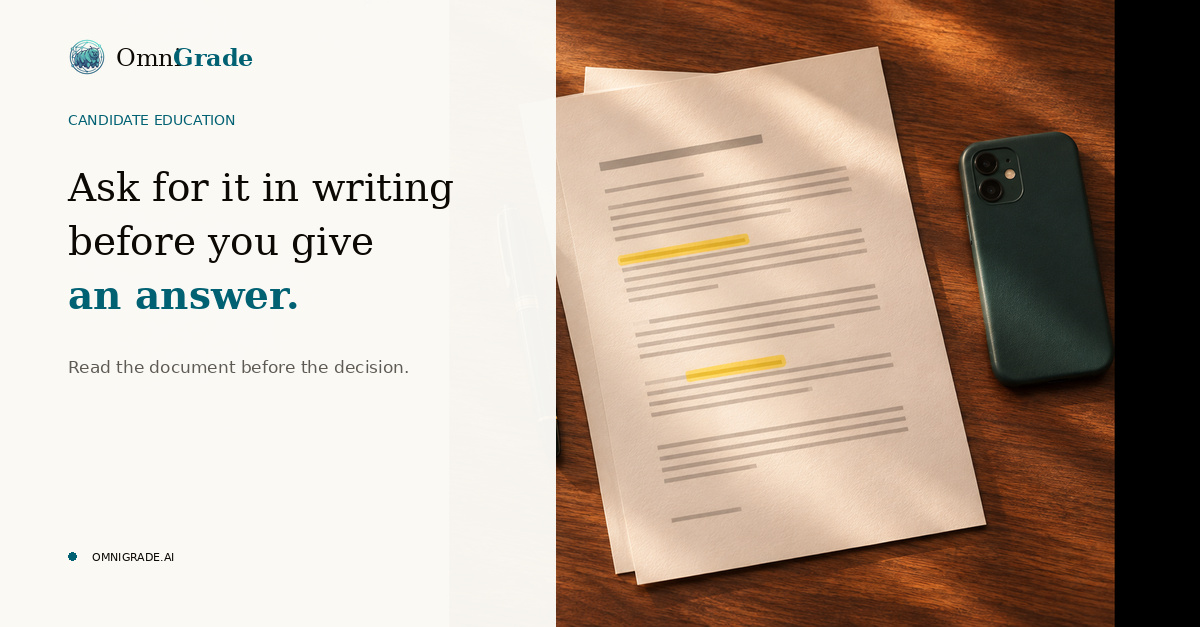 OmniGrade
CANDIDATE EDUCATION
Ask for it in writing
before you give
an answer.
Read the document before the decision.
OMNIGRADE.AI